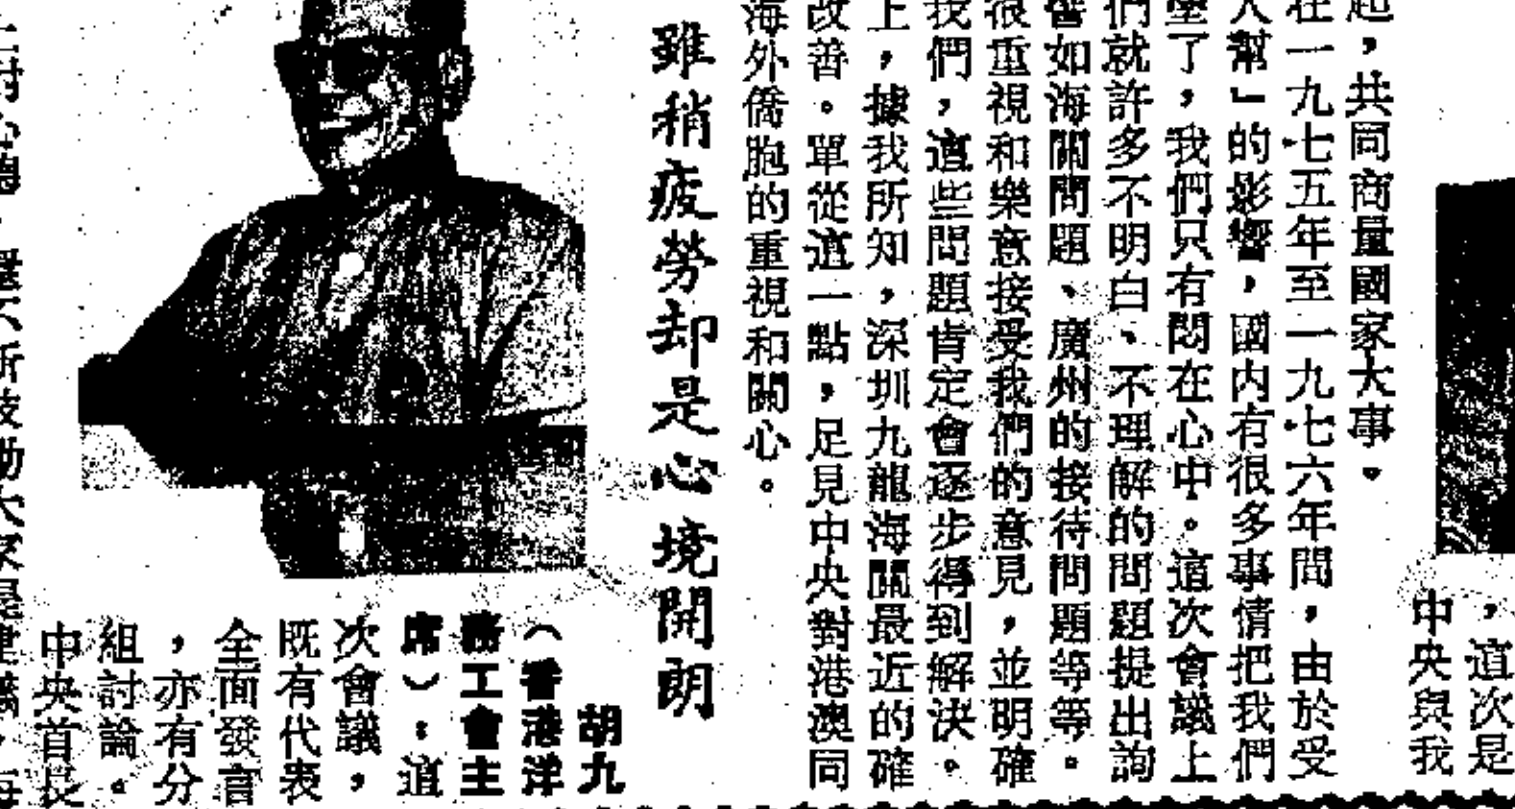 ，這次是
中央與我
起，共同商量國家大事。
在一九七五年至一九七六年間，由於受
人幫」的影響，國内有很多事情把我們
壆了，我們只有悶在心中。這次會議上
們就許多不明白、不理解的問題提出詢
譬如海關問題、廣州的接待問題等等。
很重視和樂意接受我們的意見，並明確
我們，這些問題肯定會逐步得到解決。
上，據我所知，深圳九龍海關最近的確
改善。單從這一點，足見中央對港澳同
海外僑胞的重視和關心。
雖稍疲勞却是心境開朗
胡九
（香港洋
務工會主
席）：這
次會議，
既有代表
全面發言
，亦有分
組討論。
中央首長